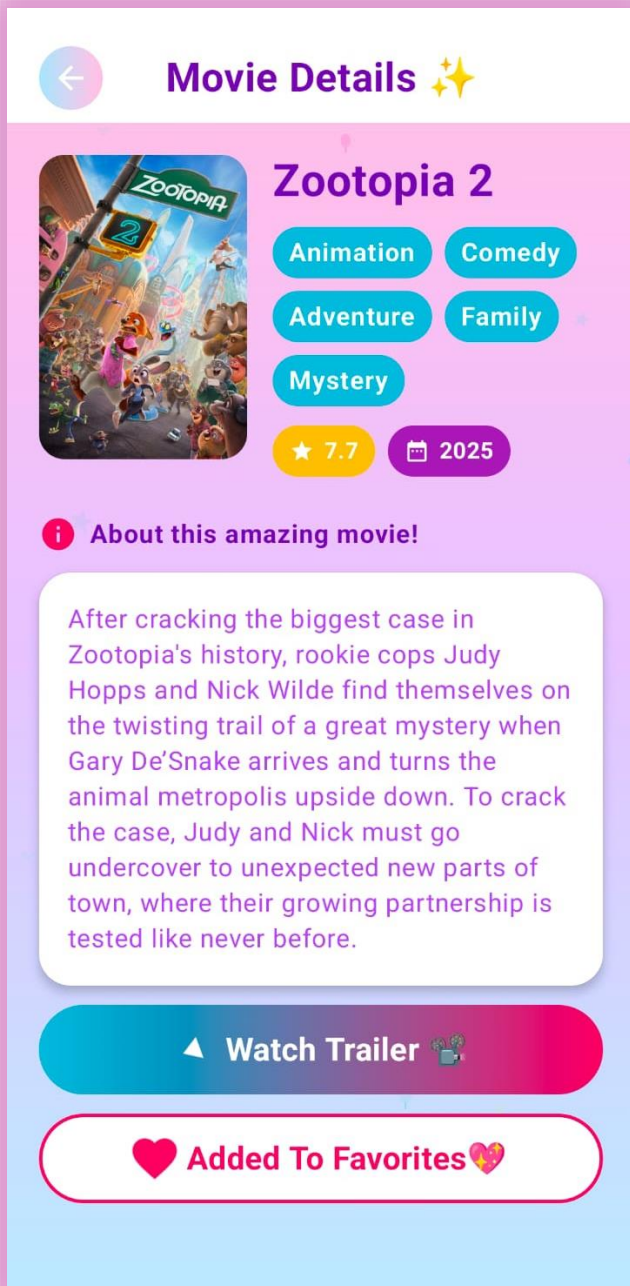 Movie Details ✨
ZOOTOPIA
2
Zootopia 2
Animation Comedy
Adventure Family
Mystery
7.7 2025
About this amazing movie!
After cracking the biggest case in
Zootopia's history, rookie cops Judy
Hopps and Nick Wilde find themselves on
the twisting trail of a great mystery when
Gary De’Snake arrives and turns the
animal metropolis upside down. To crack
the case, Judy and Nick must go
undercover to unexpected new parts of
town, where their growing partnership is
tested like never before.
Watch Trailer 📽️
Added To Favorites💖